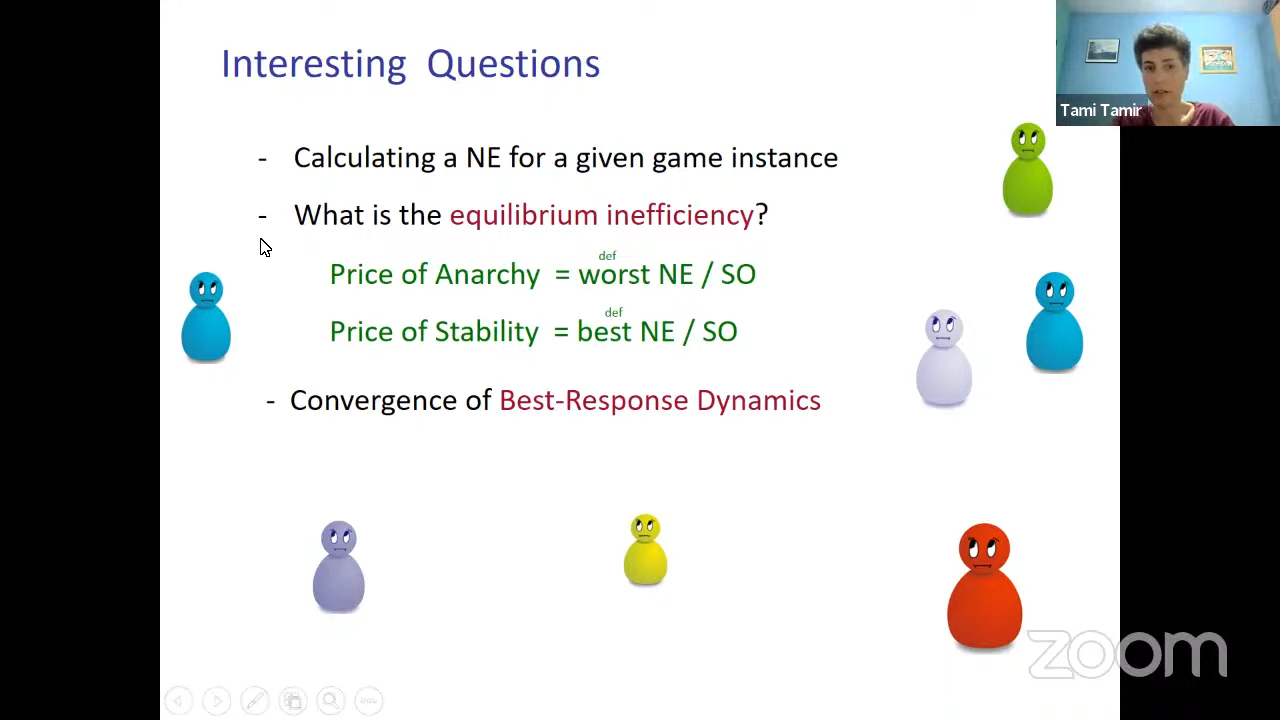 Interesting Questions
Tami Tamir
- Calculating a NE for a given game instance
- What is the equilibrium inefficiency?
def
Price of Anarchy = worst NE / SO
def
Price of Stability = best NE / SO
- Convergence of Best-Response Dynamics
zoom